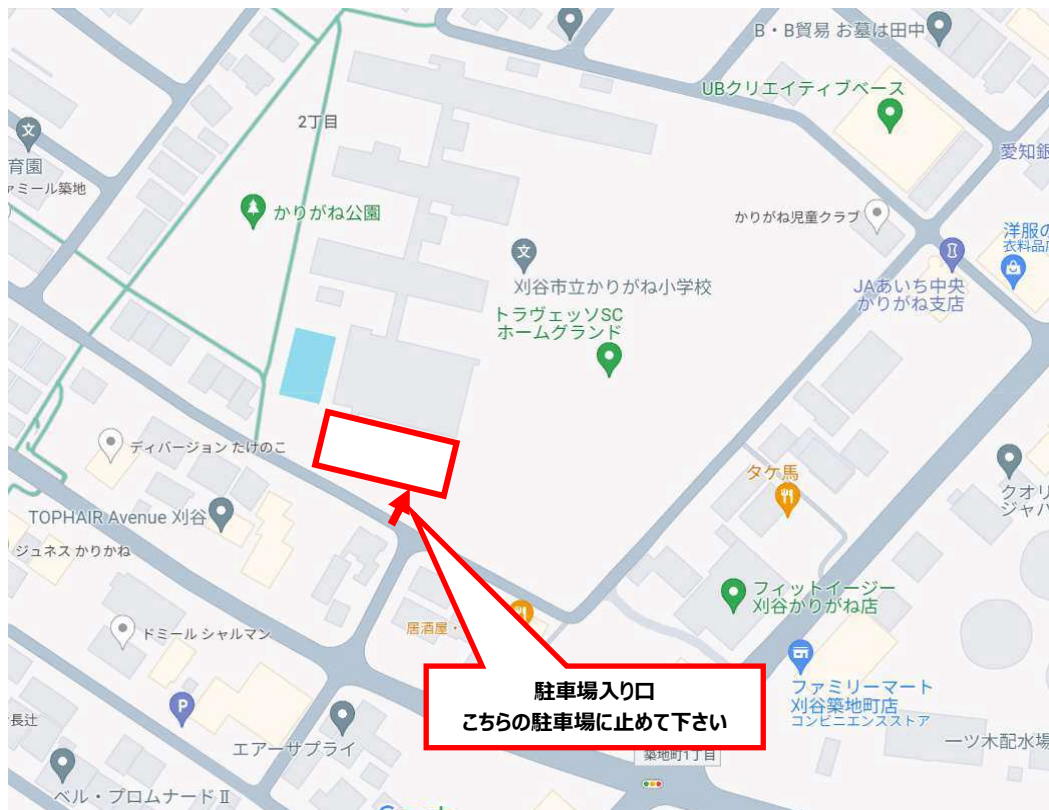 B・B貿易 お墓は田中
UBクリエイティブベース
2丁目
愛知銀
育園
ァミール築地
かりがね公園
かりがね児童クラブ
洋服の
衣料品店
刈谷市立かりがね小学校
JAあいち中央
かりがね支店
トラヴェッソSC
ホームグランド
ディバージョン たけのこ
タケ馬
クオリ
ジャパ
TOPHAIR Avenue 刈谷
ジュネス かりかね
フィットイージー
刈谷かりがね店
居酒屋・
ドミール シャルマン
駐車場入り口
こちらの駐車場に止めて下さい
ファミリーマート
刈谷築地町店
コンビニエンスストア
P
長辻
エアーサプライ
一ツ木配水場
築地町1丁目
ベル・プロムナードⅡ